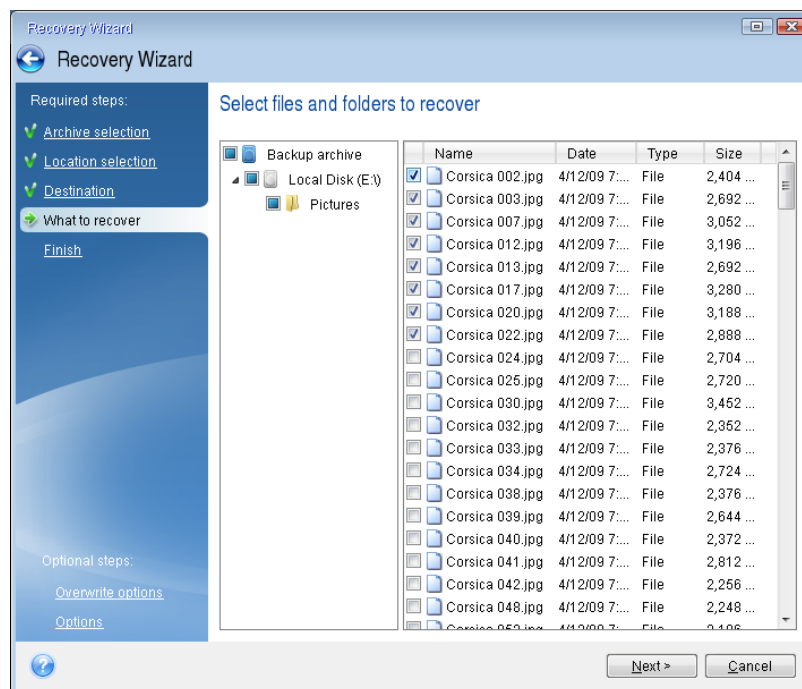 Recovery Wizard
Recovery Wizard
Required steps:
Archive selection
Location selection
Destination
What to recover
Finish
Optional steps:
Overwrite options
Options
Select files and folders to recover
Backup archive
Local Disk (E:\)
Pictures
Name Date Type Size
Corsica 002.jpg 4/12/09 7:... File 2,404 ...
Corsica 003.jpg 4/12/09 7:... File 2,692 ...
Corsica 007.jpg 4/12/09 7:... File 3,052 ...
Corsica 012.jpg 4/12/09 7:... File 3,196 ...
Corsica 013.jpg 4/12/09 7:... File 2,692 ...
Corsica 017.jpg 4/12/09 7:... File 3,280 ...
Corsica 020.jpg 4/12/09 7:... File 3,188 ...
Corsica 022.jpg 4/12/09 7:... File 2,888 ...
Corsica 024.jpg 4/12/09 7:... File 2,704 ...
Corsica 025.jpg 4/12/09 7:... File 2,720 ...
Corsica 030.jpg 4/12/09 7:... File 3,452 ...
Corsica 032.jpg 4/12/09 7:... File 2,352 ...
Corsica 033.jpg 4/12/09 7:... File 2,376 ...
Corsica 034.jpg 4/12/09 7:... File 2,724 ...
Corsica 038.jpg 4/12/09 7:... File 2,376 ...
Corsica 039.jpg 4/12/09 7:... File 2,644 ...
Corsica 040.jpg 4/12/09 7:... File 2,372 ...
Corsica 041.jpg 4/12/09 7:... File 2,812 ...
Corsica 042.jpg 4/12/09 7:... File 2,256 ...
Corsica 048.jpg 4/12/09 7:... File 2,248 ...
Next >
Cancel